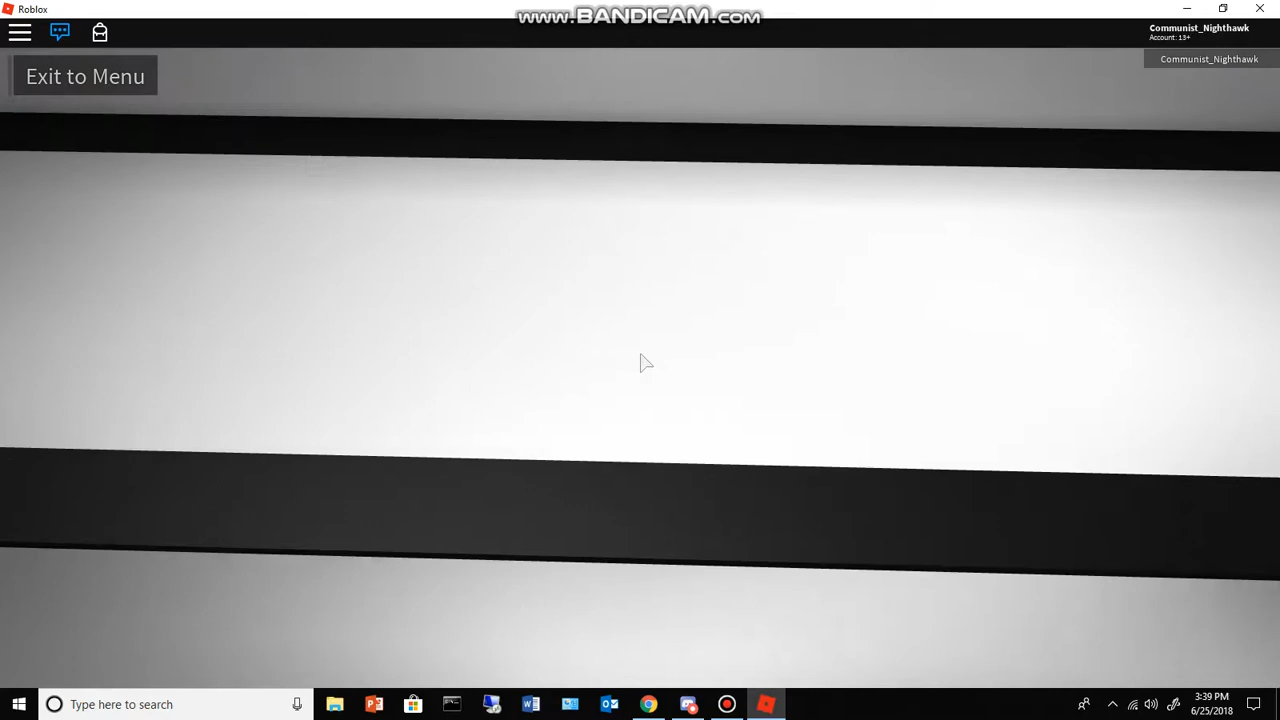 Roblox
www.BANDICAM.com
Communist_Nighthawk
Account: 13+
Communist_Nighthawk
Exit to Menu
Type here to search
3:39 PM
6/25/2018